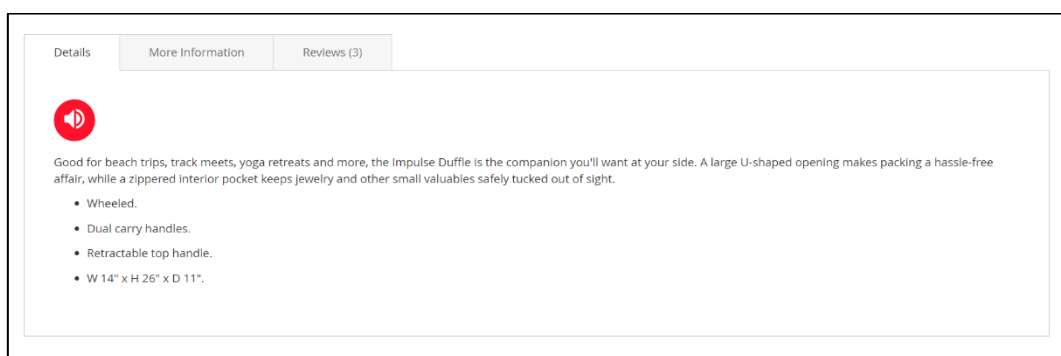 Details
More Information
Reviews (3)
Good for beach trips, track meets, yoga retreats and more, the Impulse Duffle is the companion you'll want at your side. A large U-shaped opening makes packing a hassle-free
affair, while a zippered interior pocket keeps jewelry and other small valuables safely tucked out of sight.
• Wheeled.
• Dual carry handles.
• Retractable top handle.
• W 14" x H 26" x D 11".